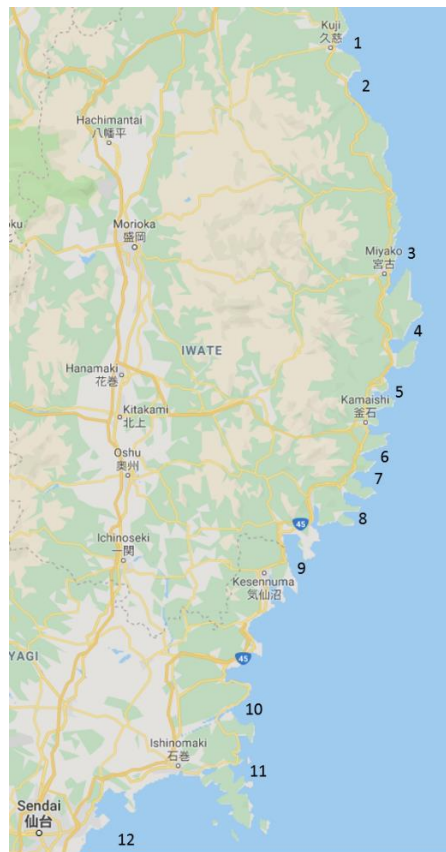 Kuji
久慈
1
2
Hachimantai
八幡平
Morioka
盛岡
oku
3
Miyako
宮古
4
IWATE
Hanamaki
花巻
5
Kitakami
北上
Kamaishi
釜石
Oshu
奥州
6
7
8
45
Ichinoseki
一関
9
Kesennuma
気仙沼
YAGI
45
10
Ishinomaki
石巻
11
Sendai
仙台
12